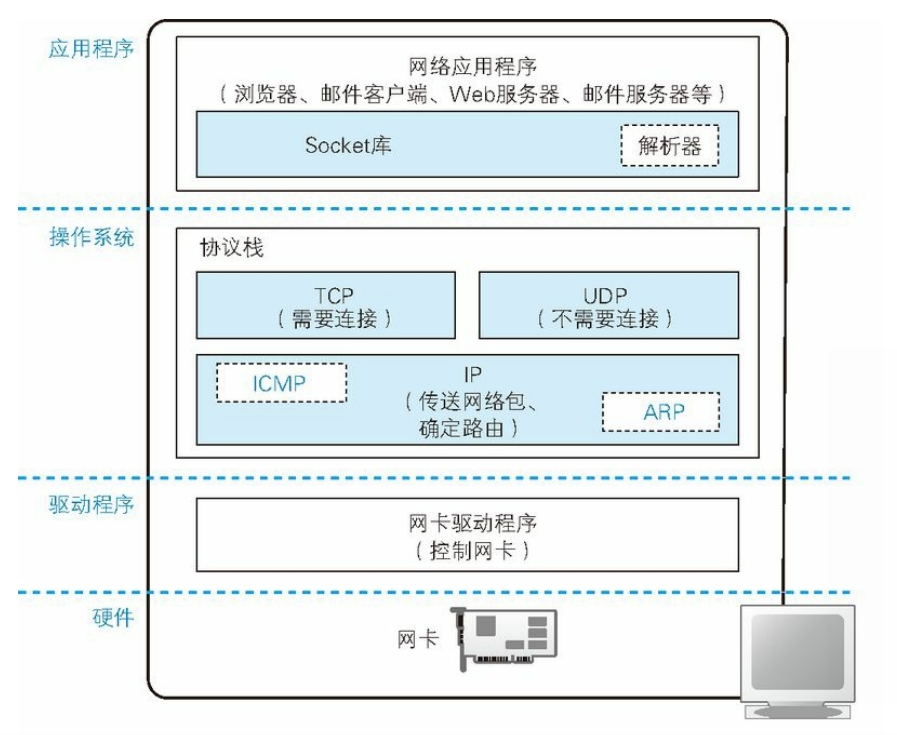 应用程序
网络应用程序
（浏览器、邮件客户端、Web服务器、邮件服务器等）
Socket库
解析器
操作系统
协议栈
TCP
（需要连接）
UDP
（不需要连接）
ICMP
IP
（传送网络包、
确定路由）
ARP
驱动程序
网卡驱动程序
（控制网卡）
硬件
网卡